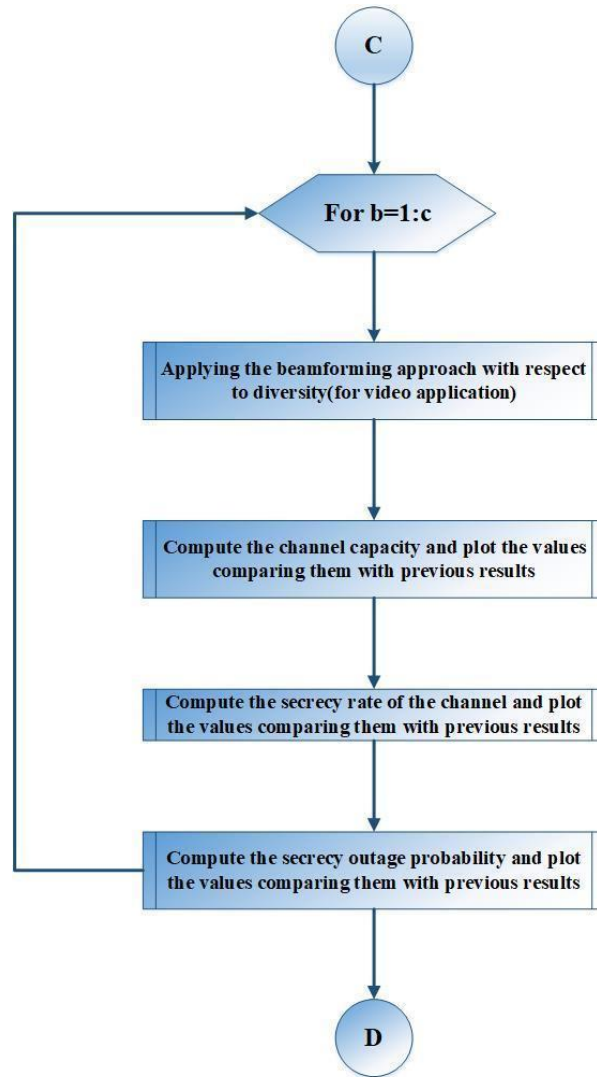 C
For b=1:c
Applying the beamforming approach with respect
to diversity(for video application)
Compute the channel capacity and plot the values
comparing them with previous results
Compute the secrecy rate of the channel and plot
the values comparing them with previous results
Compute the secrecy outage probability and plot
the values comparing them with previous results
D